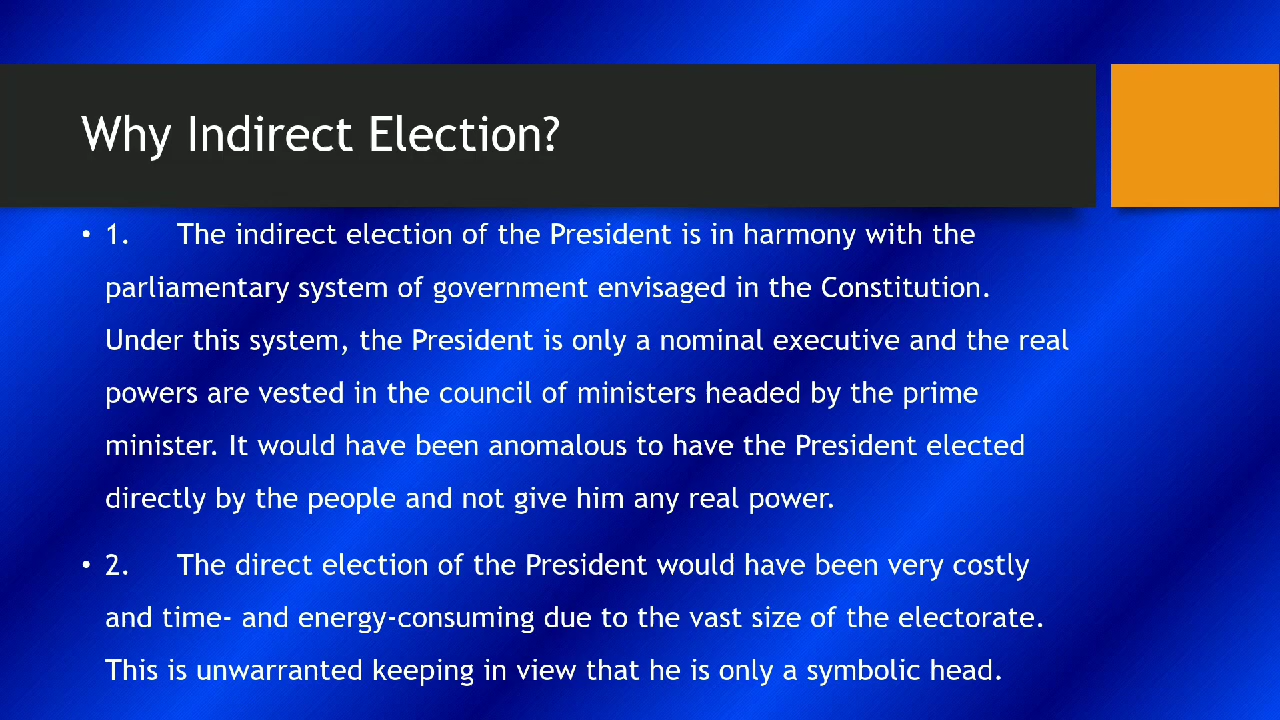 Why Indirect Election?
• 1. The indirect election of the President is in harmony with the
parliamentary system of government envisaged in the Constitution.
Under this system, the President is only a nominal executive and the real
powers are vested in the council of ministers headed by the prime
minister. It would have been anomalous to have the President elected
directly by the people and not give him any real power.
• 2. The direct election of the President would have been very costly
and time- and energy-consuming due to the vast size of the electorate.
This is unwarranted keeping in view that he is only a symbolic head.